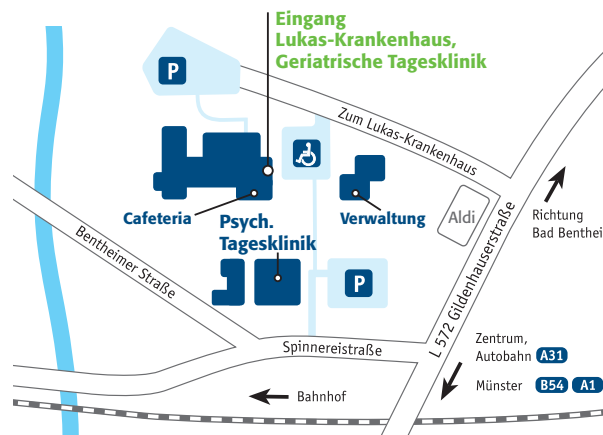 Eingang
Lukas-Krankenhaus,
Geriatrische Tagesklinik
P
Zum Lukas-Krankenhaus
Cafeteria
Psych.
Tagesklinik
Verwaltung
Aldi
Richtung
Bad Benthei
Bentheimer Straße
P
L 572 Gildenhauserstraße
Spinnereistraße
Zentrum,
Autobahn A31
Münster B54 A1
Bahnhof